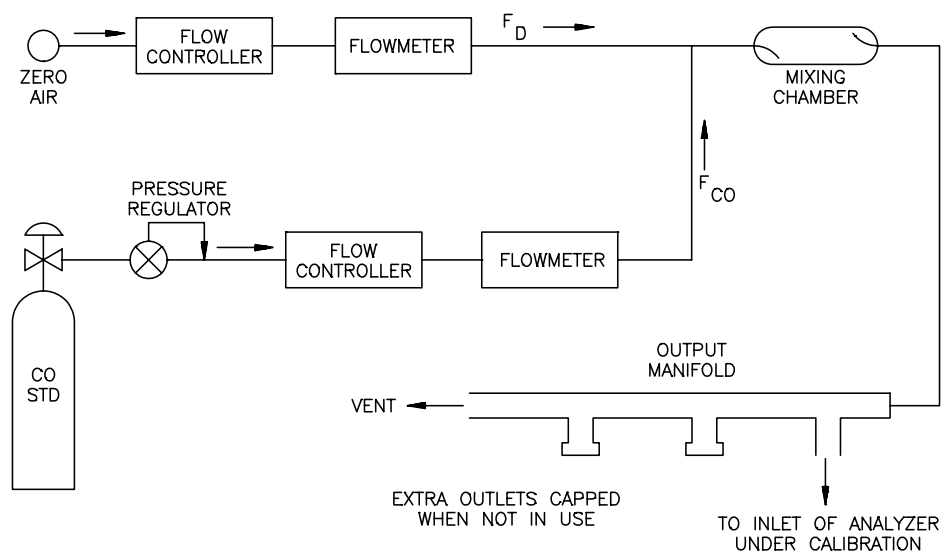 ZERO
AIR
FLOW
CONTROLLER
FLOWMETER
F_D
MIXING
CHAMBER
F_CO
PRESSURE
REGULATOR
FLOW
CONTROLLER
FLOWMETER
CO
STD
OUTPUT
MANIFOLD
VENT
EXTRA OUTLETS CAPPED
WHEN NOT IN USE
TO INLET OF ANALYZER
UNDER CALIBRATION